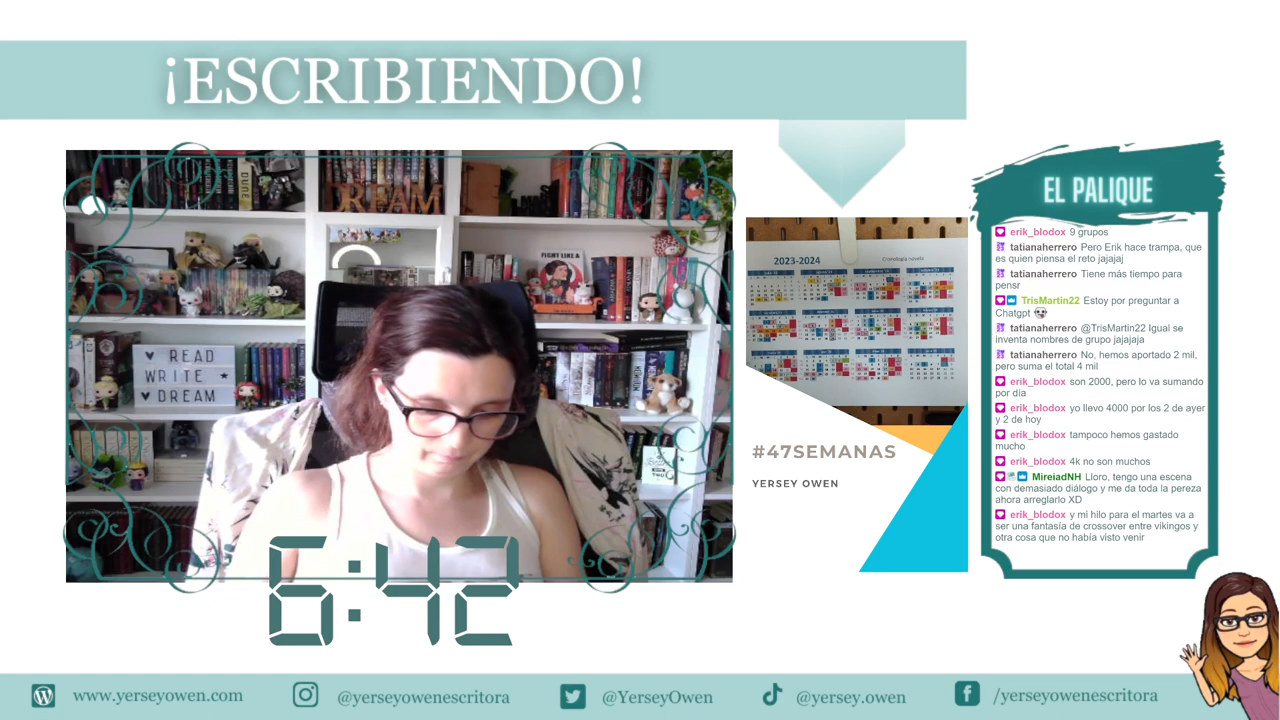 ¡ESCRIBIENDO!
DUNE
DREAM
FIGHT LIKE A
READ
WRITE
DREAM
6:42
2023-2024
Cronología novela
#47SEMANAS
YERSEY OWEN
EL PALIQUE
erik_blodox 9 grupos
tatianaherrero Pero Erik hace trampa, que
es quien piensa el reto jajajaj
tatianaherrero Tiene más tiempo para
pensr
TrisMartin22 Estoy por preguntar a
Chatgpt
tatianaherrero @TrisMartin22 Igual se
inventa nombres de grupo jajajaja
tatianaherrero No, hemos aportado 2 mil,
pero suma el total 4 mil
erik_blodox son 2000, pero lo va sumando
por día
erik_blodox yo llevo 4000 por los 2 de ayer
y 2 de hoy
erik_blodox tampoco hemos gastado
mucho
erik_blodox 4k no son muchos
MireiadNH Lloro, tengo una escena
con demasiado diálogo y me da toda la pereza
ahora arreglarlo XD
erik_blodox y mi hilo para el martes va a
ser una fantasía de crossover entre vikingos y
otra cosa que no había visto venir
www.yerseyowen.com
@yerseyowenescritora
@YerseyOwen
@yersey.owen
/yerseyowenescritora